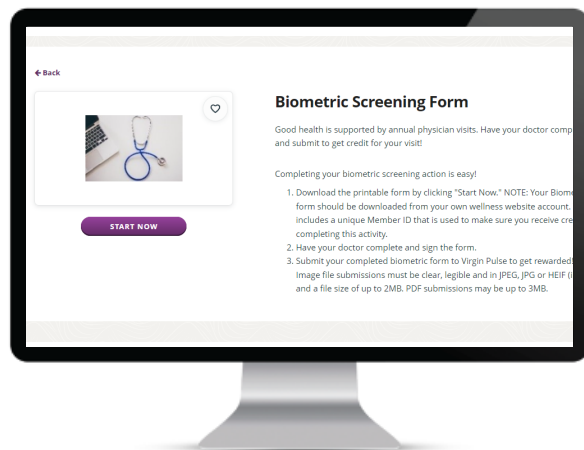 ← Back
Biometric Screening Form
Good health is supported by annual physician visits. Have your doctor comp
and submit to get credit for your visit!
START NOW
Completing your biometric screening action is easy!
1. Download the printable form by clicking "Start Now." NOTE: Your Biome
form should be downloaded from your own wellness website account.
includes a unique Member ID that is used to make sure you receive cre
completing this activity.
2. Have your doctor complete and sign the form.
3. Submit your completed biometric form to Virgin Pulse to get rewarded!
Image file submissions must be clear, legible and in JPEG, JPG or HEIF (i
and a file size of up to 2MB. PDF submissions may be up to 3MB.